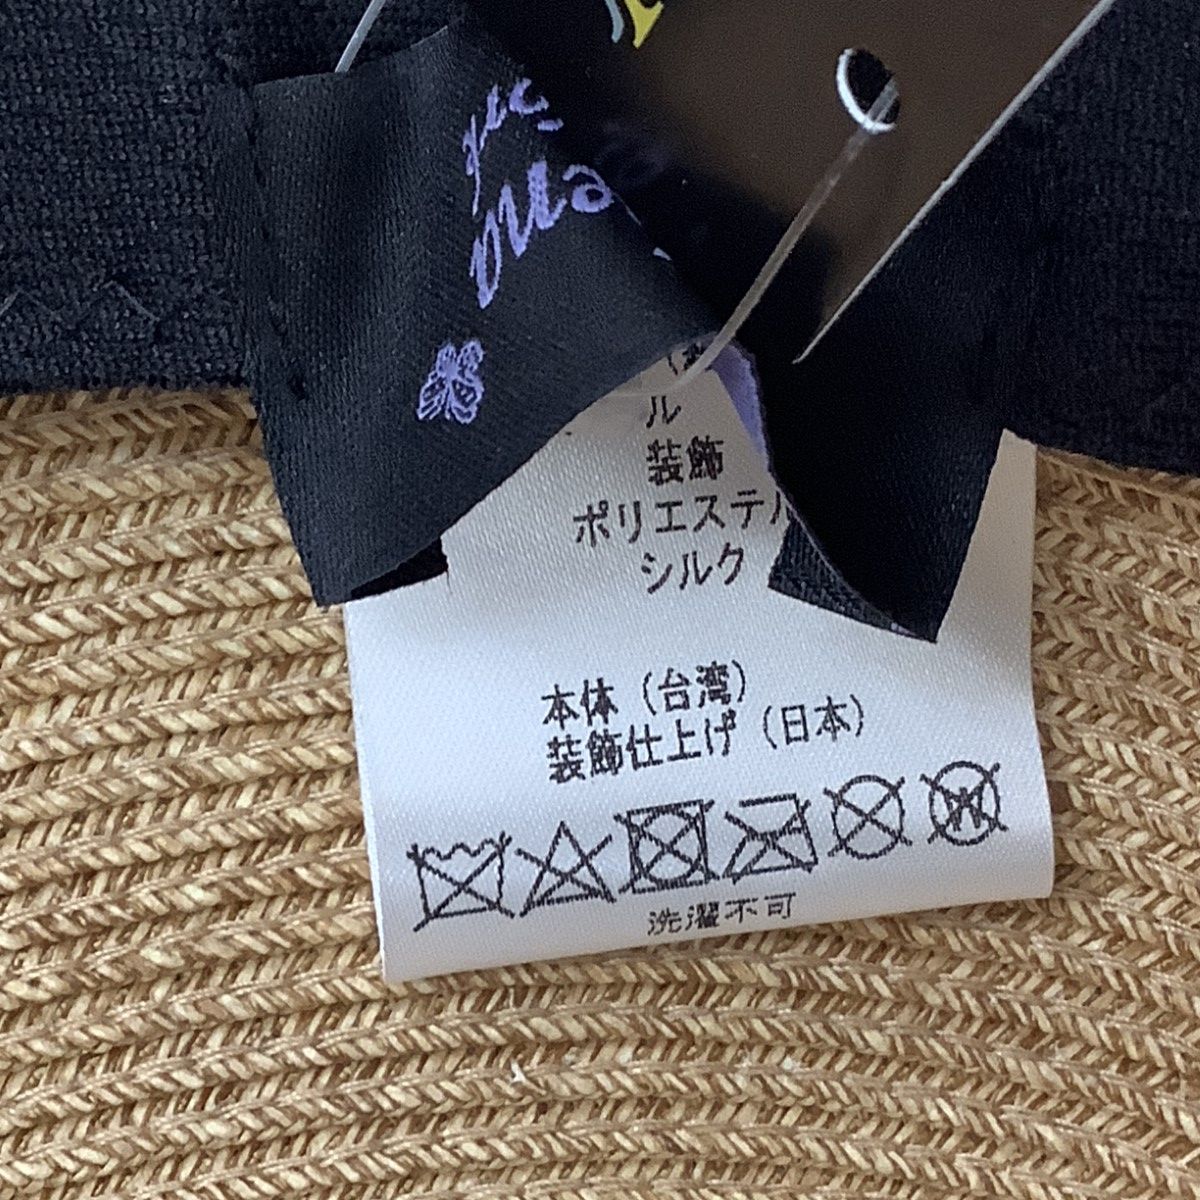 ル
装飾
ポリエステル
シルク
本体（台湾）
装飾仕上げ（日本）
洗濯不可